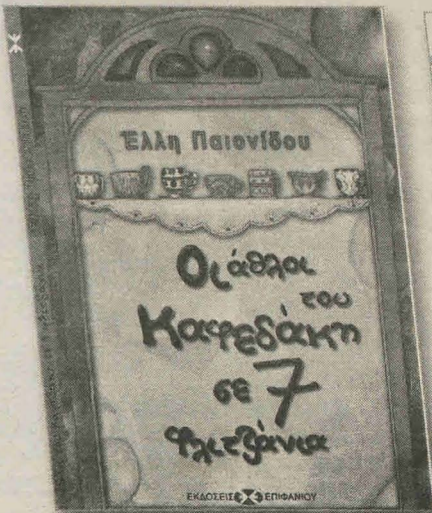 Έλλη Παιονίδου
Οι άθλοι
του
Καφεδάκη
σε 7
φλιτζάνια
ΕΚΔΟΣΕΙΣ ΕΠΙΦΑΝΙΟΥ